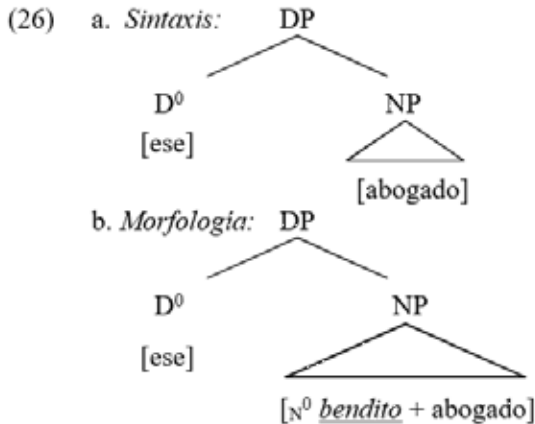 (26) a. Sintaxis: DP
D⁰ NP
[ese]
[abogado]
b. Morfología: DP
D⁰ NP
[ese]
[N⁰ bendito + abogado]